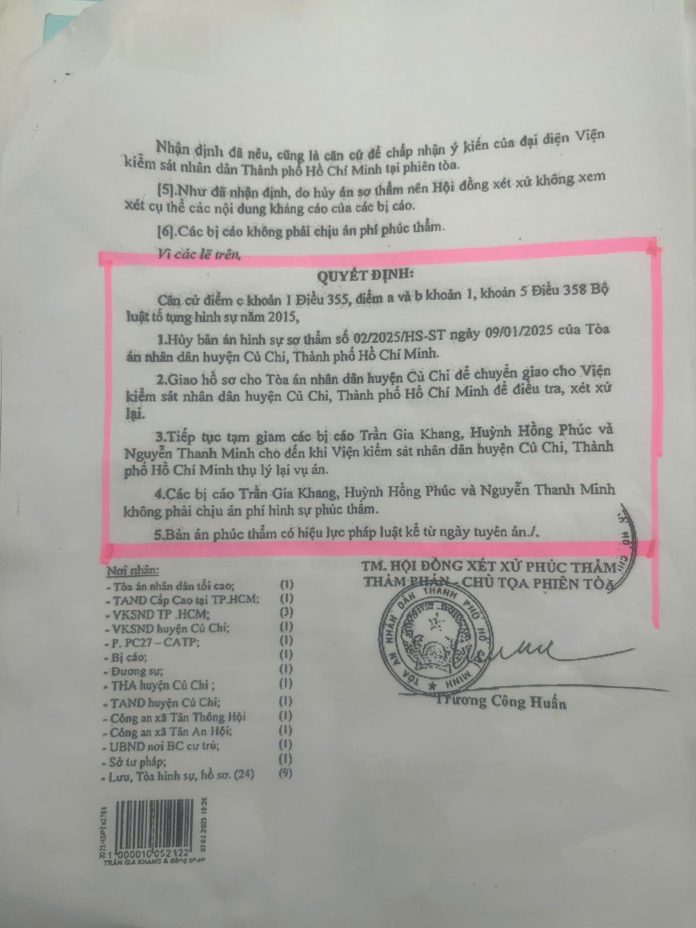 Nhận định đã nêu, cũng là căn cứ để chấp nhận ý kiến của đại diện Viện
kiểm sát nhân dân Thành phố Hồ Chí Minh tại phiên tòa.
[5].Như đã nhận định, do hủy án sơ thẩm nên Hội đồng xét xử không xem
xét cụ thể các nội dung kháng cáo của các bị cáo.
[6].Các bị cáo không phải chịu án phí phúc thẩm.
Vì các lẽ trên,
QUYẾT ĐỊNH:
Căn cứ điểm c khoản 1 Điều 355, điểm a và b khoản 1, khoản 5 Điều 358 Bộ
luật tố tụng hình sự năm 2015,
1.Hủy bản án hình sự sơ thẩm số 02/2025/HS-ST ngày 09/01/2025 của Tòa
án nhân dân huyện Củ Chi, Thành phố Hồ Chí Minh.
2.Giao hồ sơ cho Tòa án nhân dân huyện Củ Chi để chuyển giao cho Viện
kiểm sát nhân dân huyện Củ Chi, Thành phố Hồ Chí Minh để điều tra, xét xử
lại.
3.Tiếp tục tạm giam các bị cáo Trần Gia Khang, Huỳnh Hồng Phúc và
Nguyễn Thanh Minh cho đến khi Viện kiểm sát nhân dân huyện Củ Chi, Thành
phố Hồ Chí Minh thụ lý lại vụ án.
4.Các bị cáo Trần Gia Khang, Huỳnh Hồng Phúc và Nguyễn Thanh Minh
không phải chịu án phí hình sự phúc thẩm.
5.Bản án phúc thẩm có hiệu lực pháp luật kể từ ngày tuyên án./.
Nơi nhận:
- Tòa án nhân dân tối cao; (1)
- TAND Cấp Cao tại TP.HCM; (1)
- VKSND TP .HCM; (3)
- VKSND huyện Củ Chi; (1)
- P. PC27 – CATP; (1)
- Bị cáo; (1)
- Đương sự; (1)
- THA huyện Củ Chi ; (1)
- TAND huyện Củ Chi; (1)
- Công an xã Tân Thông Hội (1)
- Công an xã Tân An Hội; (1)
- UBND nơi BC cư trú; (1)
- Sở tư pháp; (1)
- Lưu, Tòa hình sự, hồ sơ. (24) (9)
TM. HỘI ĐỒNG XÉT XỬ PHÚC THẨM
THẨM PHÁN - CHỦ TỌA PHIÊN TÒA
TÒA ÁN NHÂN DÂN THÀNH PHỐ HỒ CHÍ MINH
Trương Công Huấn
1 000010 052122
TRẦN GIA KHANG & đồng phạm